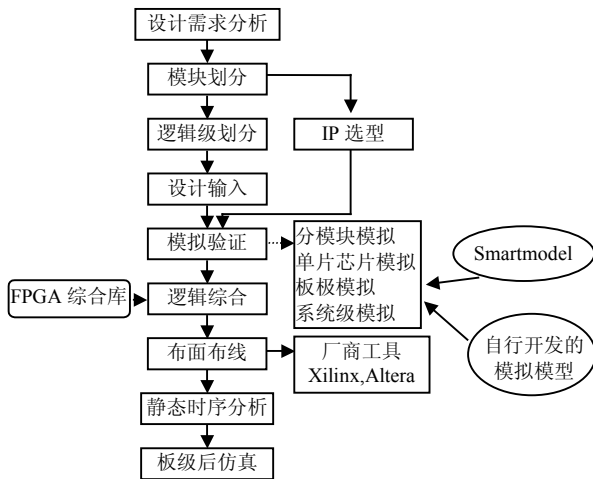 设计需求分析
模块划分
逻辑级划分
IP 选型
设计输入
模拟验证
分模块模拟
单片芯片模拟
板极模拟
系统级模拟
Smartmodel
FPGA 综合库
逻辑综合
自行开发的
模拟模型
布面布线
厂商工具
Xilinx,Altera
静态时序分析
板级后仿真